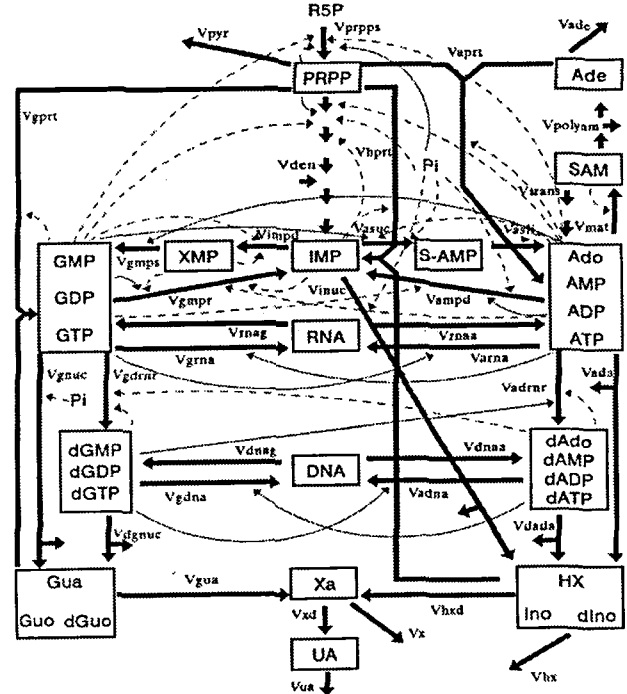 R5P
Vpyr
Vprpps
Vade
Vaprt
PRPP
Ade
Vgprt
Vpolyam
Vhprt
Pi
SAM
Vden
Vtrans
Vimpd
Vasuc
Vasli
Vmat
GMP
GDP
GTP
Vgmps
XMP
IMP
S-AMP
Ado
AMP
ADP
ATP
Vgmpr
Vinuc
Vampd
Vrnag
RNA
Vrnaa
Vgrna
Varna
Vgnuc
Vgdrnr
Pi
Vadrnr
Vada
dGMP
dGDP
dGTP
Vdnag
DNA
Vdnaa
dAdo
dAMP
dADP
dATP
Vgdna
Vadna
Vdgnuc
Vdada
Gua
Guo dGuo
Vgua
Xa
Vhxd
HX
Ino dIno
Vxd
Vx
UA
Vhx
Vua